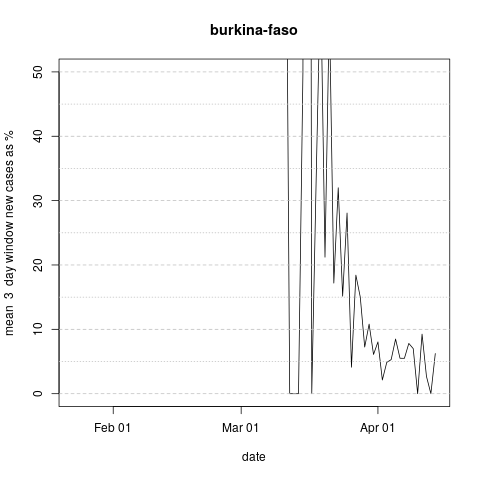 burkina-faso
mean 3 day window new cases as %
50
40
30
20
10
0
Feb 01
Mar 01
Apr 01
date